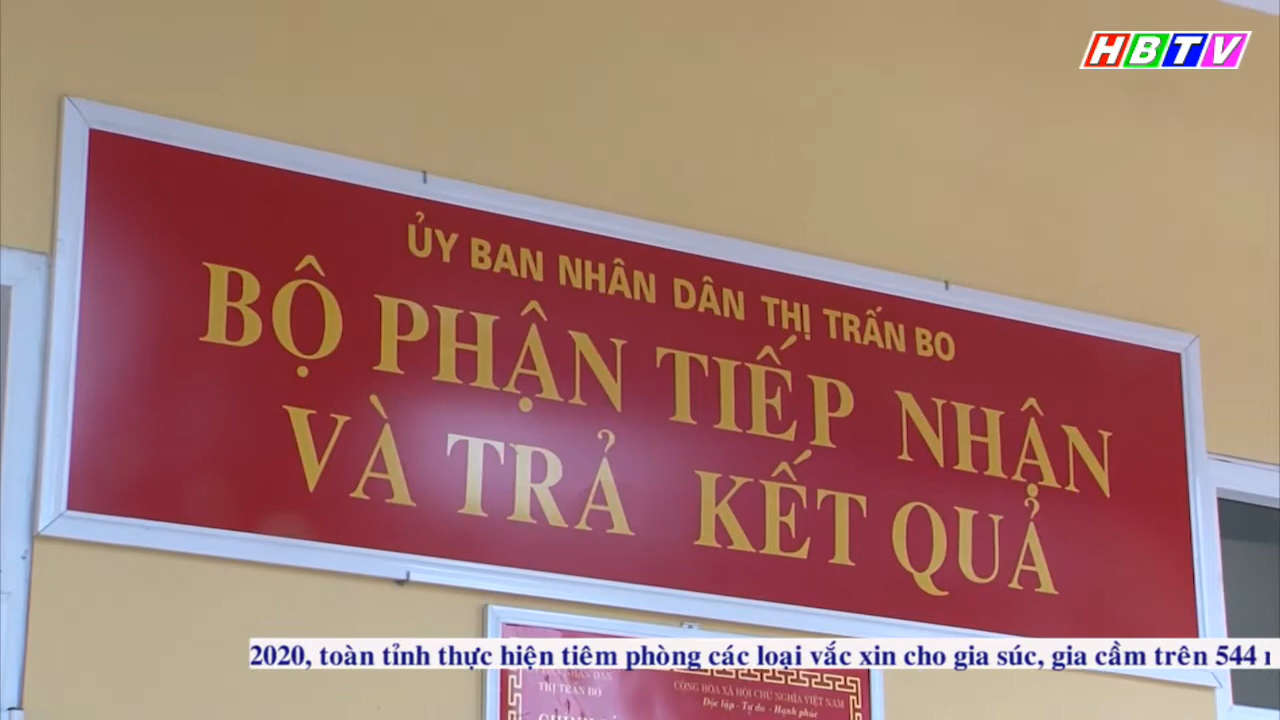 HBTV
ỦY BAN NHÂN DÂN THỊ TRẤN BO
BỘ PHẬN TIẾP NHẬN
VÀ TRẢ KẾT QUẢ
2020, toàn tỉnh thực hiện tiêm phòng các loại vắc xin cho gia súc, gia cầm trên 544
NHÂN DÂN
THỊ TRẤN BO
CỘNG HÒA XÃ HỘI CHỦ NGHĨA VIỆT NAM
Độc lập - Tự do - Hạnh phúc